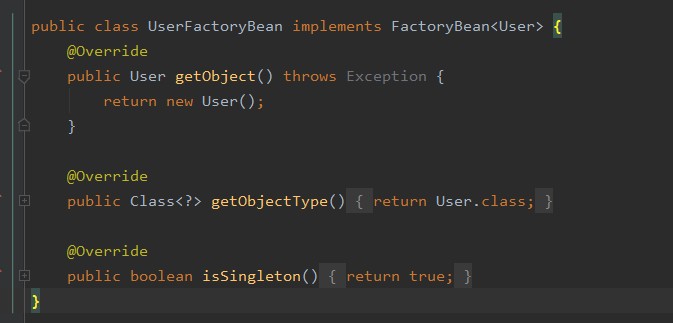 public class UserFactoryBean implements FactoryBean<User> {
@Override
public User getObject() throws Exception {
return new User();
}
@Override
public Class<?> getObjectType() { return User.class; }
@Override
public boolean isSingleton() { return true; }
}